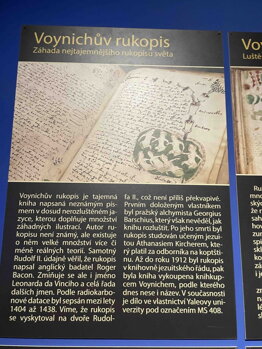 Voynichův rukopis
Záhada nejtajemnějšího rukopisu světa
Voynichův rukopis je tajemná
kniha napsaná neznámým pís-
mem v dosud nerozluštěném ja-
zyce, kterou doplňuje množství
záhadných ilustrací. Autor ru-
kopisu není znám, ale existuje
o něm velké množství více či
méně reálných teorií. Samotný
Rudolf II. údajně věřil, že rukopis
napsal anglický badatel Roger
Bacon. Zmiňuje se ale i jméno
Leonarda da Vinciho a celá řada
dalších jmen. Podle radiokarbo-
nové datace byl sepsán mezi lety
1404 až 1438. Víme, že rukopis
se vyskytoval na dvoře Rudol-
fa II., což není příliš překvapivé.
Prvním doloženým vlastníkem
byl pražský alchymista Georgius
Barschius, který však nevěděl, jak
knihu rozluštit. Po jeho smrti byl
rukopis studován učeným jezui-
tou Athanasiem Kircherem, kte-
rý platil za odborníka na koptšti-
nu. Až do roku 1912 byl rukopis
v knihovně jezuitského řádu, pak
byla kniha vykoupena knihkup-
cem Voynichem, podle kterého
dnes nese i název. V současnosti
je dílo ve vlastnictví Yaleovy uni-
verzity pod označením MS 408.
Luště